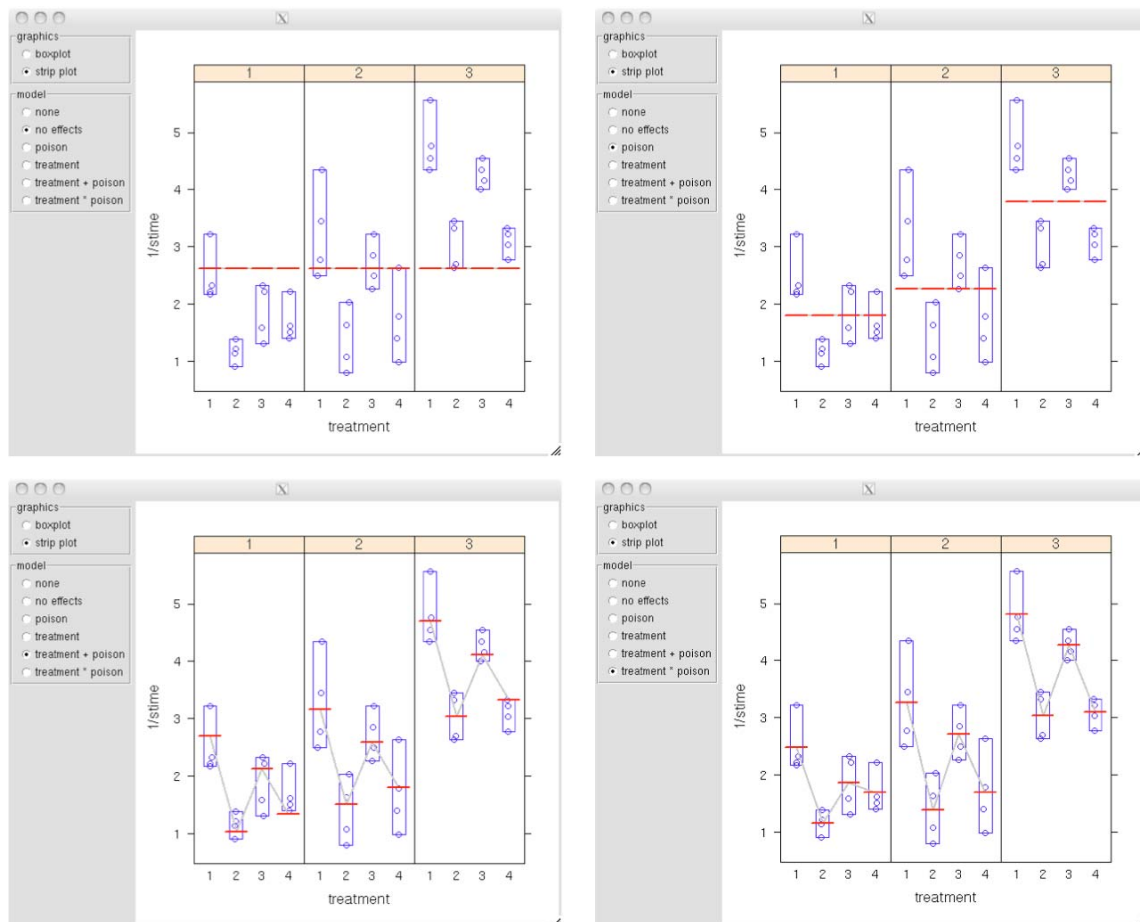 X
graphics
boxplot
strip plot
model
none
no effects
poison
treatment
treatment + poison
treatment * poison
1 2 3
5
4
3
2
1
1/stime
1 2 3 4 1 2 3 4 1 2 3 4
treatment
X
graphics
boxplot
strip plot
model
none
no effects
poison
treatment
treatment + poison
treatment * poison
1 2 3
5
4
3
2
1
1/stime
1 2 3 4 1 2 3 4 1 2 3 4
treatment
X
graphics
boxplot
strip plot
model
none
no effects
poison
treatment
treatment + poison
treatment * poison
1 2 3
5
4
3
2
1
1/stime
1 2 3 4 1 2 3 4 1 2 3 4
treatment
X
graphics
boxplot
strip plot
model
none
no effects
poison
treatment
treatment + poison
treatment * poison
1 2 3
5
4
3
2
1
1/stime
1 2 3 4 1 2 3 4 1 2 3 4
treatment